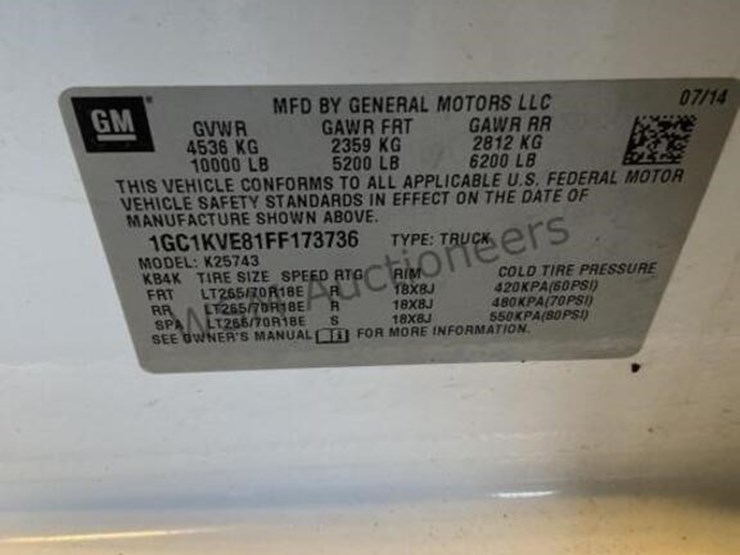 GM
MFD BY GENERAL MOTORS LLC 07/14
GVWR GAWR FRT GAWR RR
4536 KG 2359 KG 2812 KG
10000 LB 5200 LB 6200 LB
THIS VEHICLE CONFORMS TO ALL APPLICABLE U.S. FEDERAL MOTOR
VEHICLE SAFETY STANDARDS IN EFFECT ON THE DATE OF
MANUFACTURE SHOWN ABOVE.
1GC1KVE81FF173736 TYPE: TRUCK
MODEL: K25743
KB4K TIRE SIZE SPEED RTG RIM COLD TIRE PRESSURE
FRT LT265/70R18E R 18X8J 420KPA(60PSI)
RR LT265/70R18E R 18X8J 480KPA(70PSI)
SPA LT265/70R18E S 18X8J 550KPA(80PSI)
SEE OWNER'S MANUAL FOR MORE INFORMATION.
Auctioneers